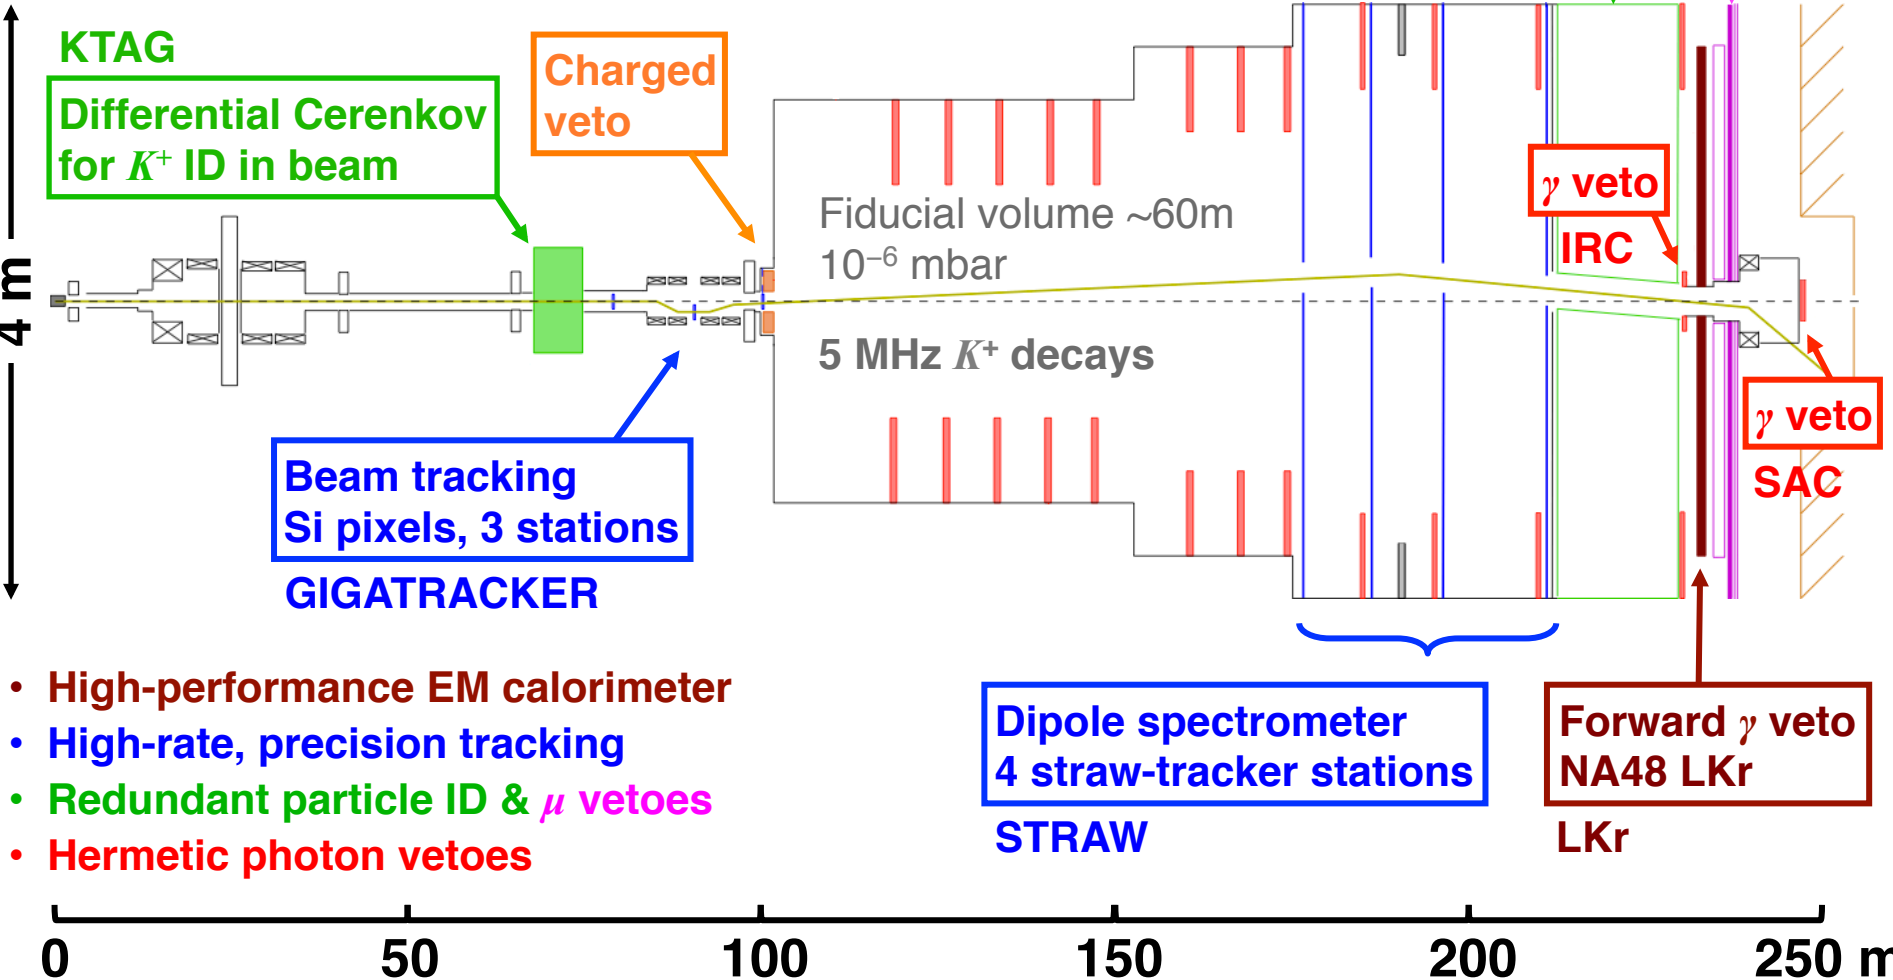 KTAG
Differential Cerenkov
for K⁺ ID in beam
Charged
veto
4 m
Fiducial volume ~60m
10⁻⁶ mbar
5 MHz K⁺ decays
γ veto
IRC
γ veto
SAC
Beam tracking
Si pixels, 3 stations
GIGATRACKER
Dipole spectrometer
4 straw-tracker stations
STRAW
Forward γ veto
NA48 LKr
LKr
• High-performance EM calorimeter
• High-rate, precision tracking
• Redundant particle ID & μ vetoes
• Hermetic photon vetoes
0 50 100 150 200 250 m